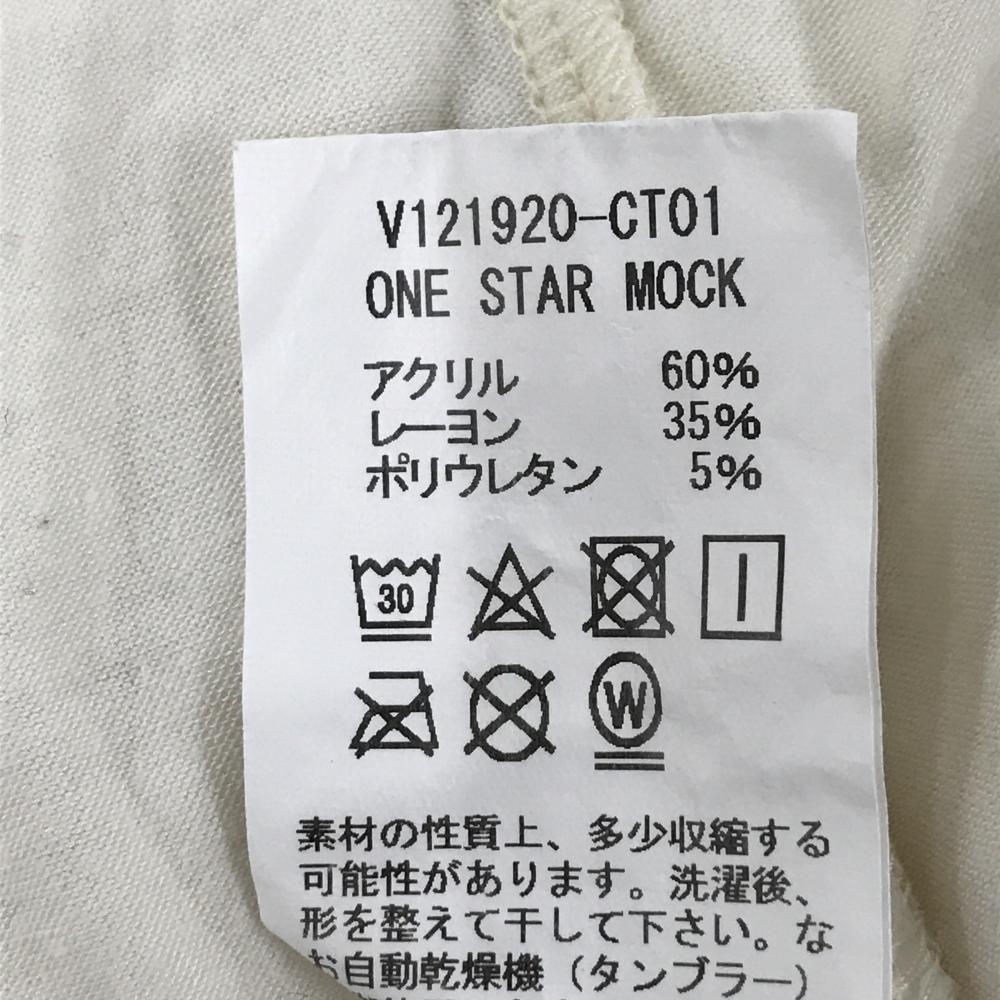 V121920-CT01
ONE STAR MOCK
アクリル 60%
レーヨン 35%
ポリウレタン 5%
30
W
素材の性質上、多少収縮する
可能性があります。洗濯後、
形を整えて干して下さい。な
お自動乾燥機（タンブラー）